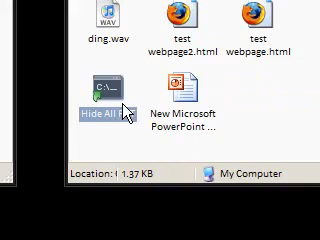 WAV
ding.wav
test
webpage2.html
test
webpage.html
C:\_
Hide All
New Microsoft
PowerPoint ...
Location: 1.37 KB
My Computer